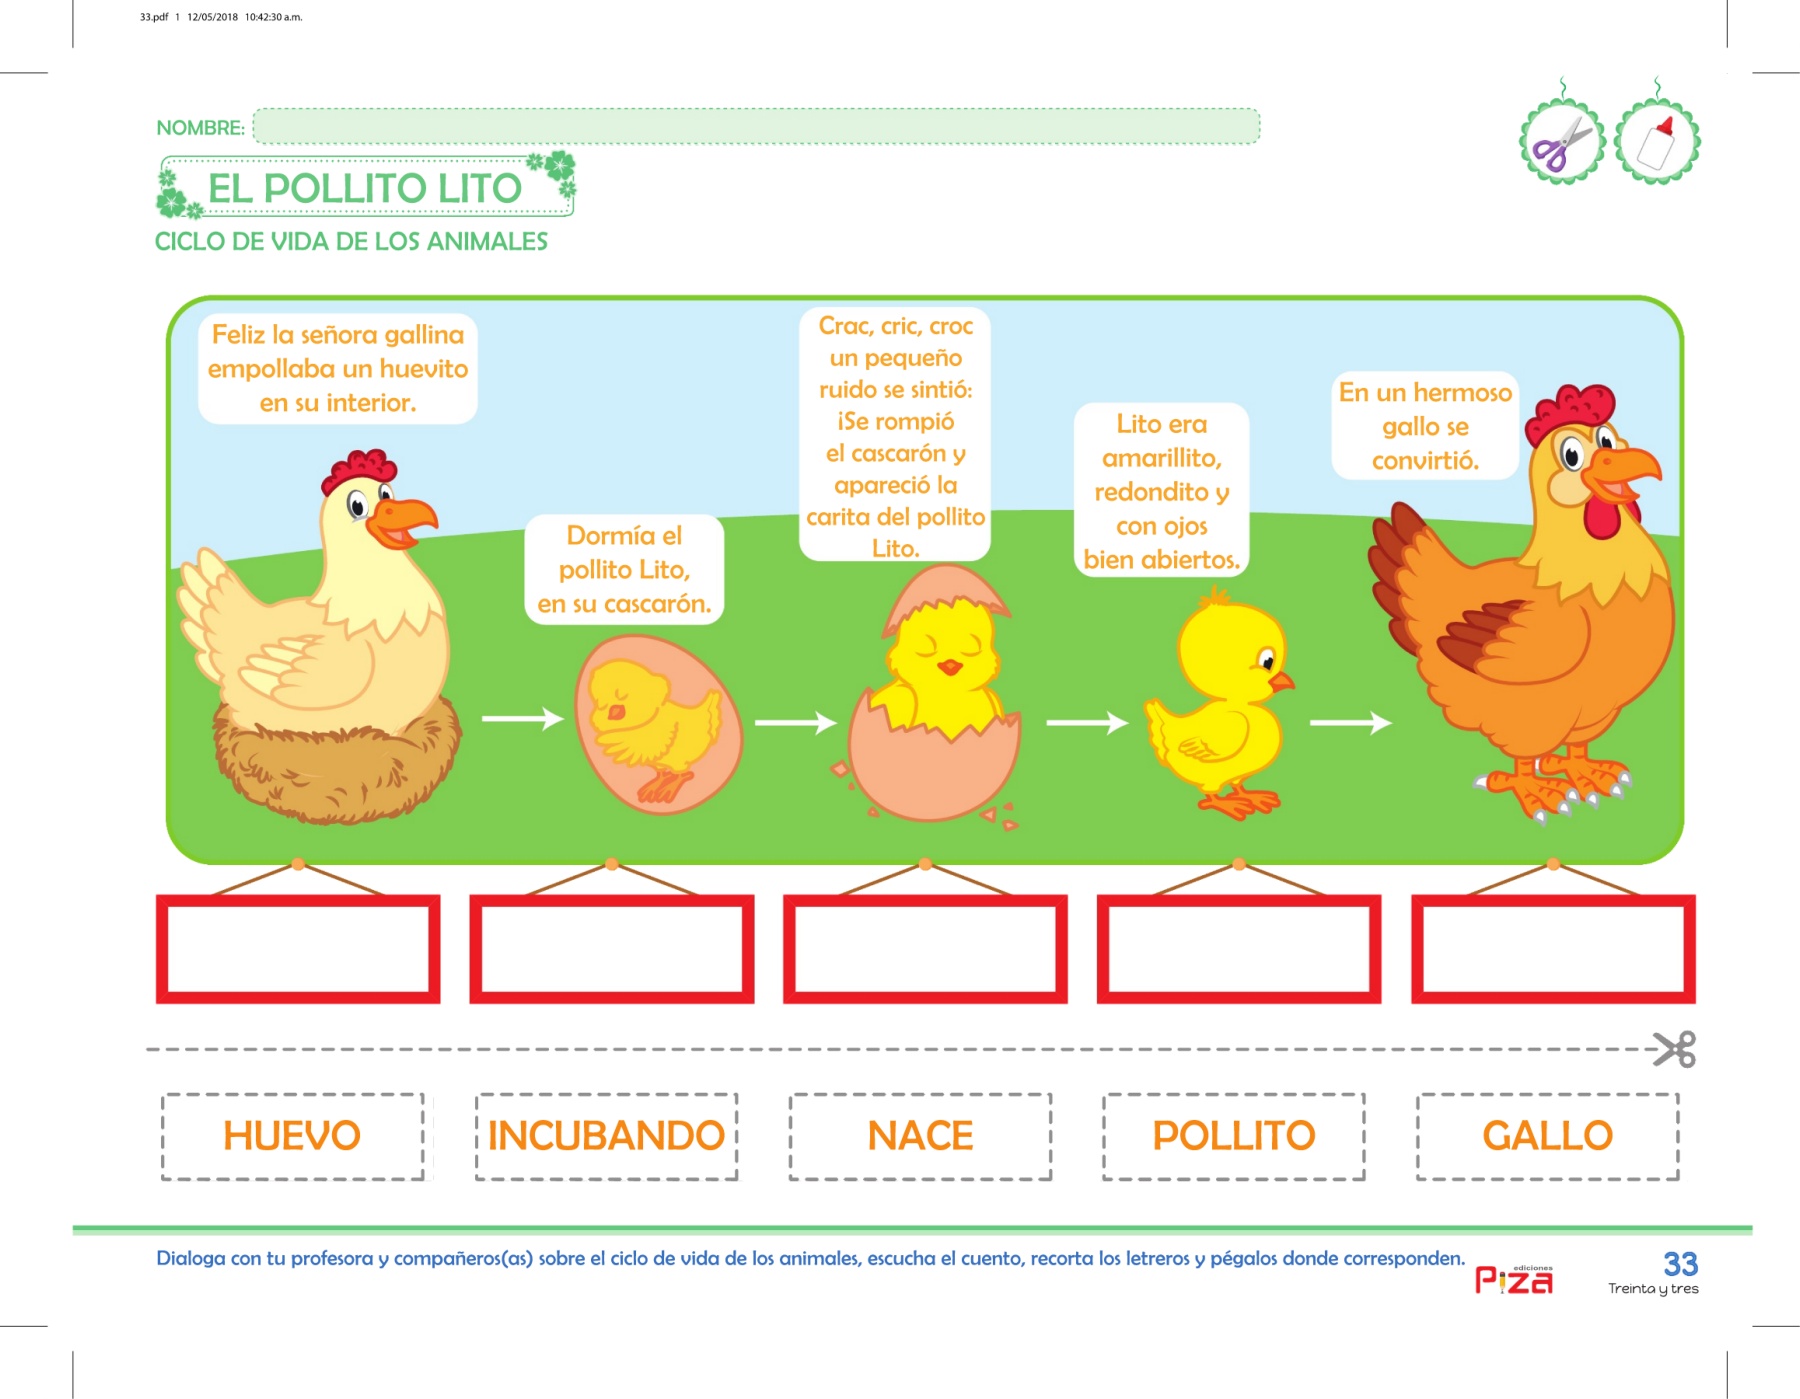 33.pdf 1 12/05/2018 10:42:30 a.m.
NOMBRE:
EL POLLITO LITO
CICLO DE VIDA DE LOS ANIMALES
Feliz la señora gallina
empollaba un huevito
en su interior.
Dormía el
pollito Lito,
en su cascarón.
Crac, cric, croc
un pequeño
ruido se sintió:
¡Se rompió
el cascarón y
apareció la
carita del pollito
Lito.
Lito era
amarillito,
redondito y
con ojos
bien abiertos.
En un hermoso
gallo se
convirtió.
HUEVO
INCUBANDO
NACE
POLLITO
GALLO
Dialoga con tu profesora y compañeros(as) sobre el ciclo de vida de los animales, escucha el cuento, recorta los letreros y pégalos donde corresponden.
ediciones
Piza
33
Treinta y tres